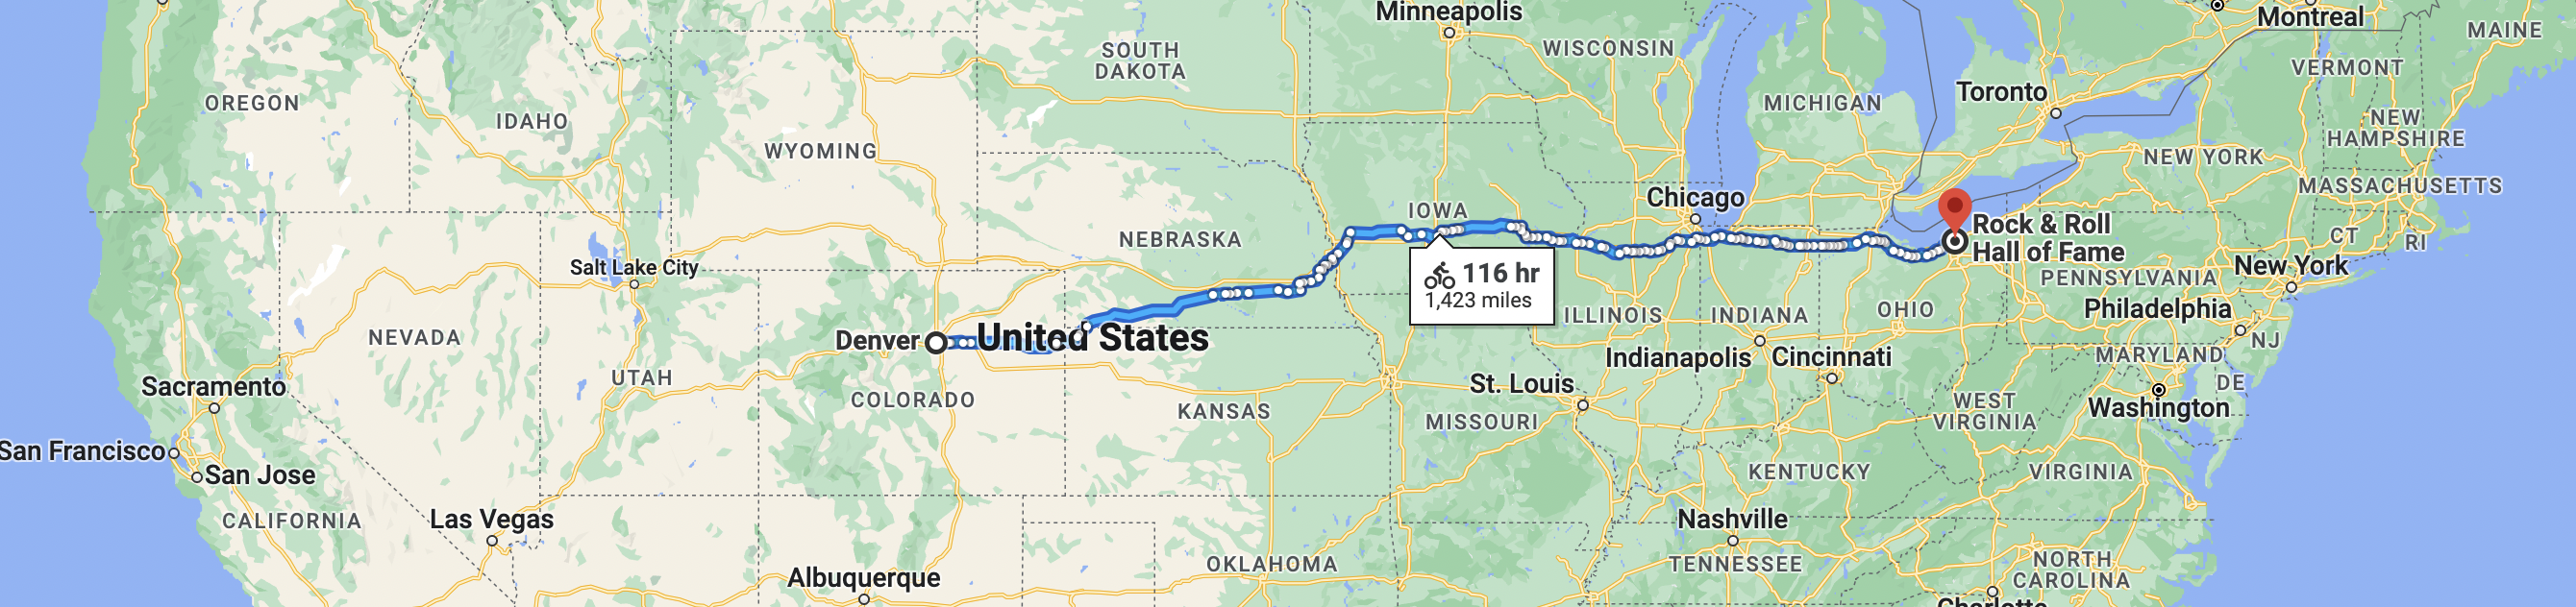 Minneapolis
Montreal
MAINE
SOUTH
DAKOTA
WISCONSIN
VERMONT
OREGON
IDAHO
MICHIGAN
Toronto
NEW
HAMPSHIRE
WYOMING
NEW YORK
MASSACHUSETTS
Chicago
IOWA
Rock & Roll
Hall of Fame
CT
RI
NEBRASKA
Salt Lake City
116 hr
1,423 miles
PENNSYLVANIA
New York
NEVADA
Denver
United States
ILLINOIS
INDIANA
OHIO
Philadelphia
NJ
Indianapolis
Cincinnati
MARYLAND
DE
Sacramento
UTAH
COLORADO
KANSAS
St. Louis
MISSOURI
WEST
VIRGINIA
Washington
San Francisco
San Jose
KENTUCKY
VIRGINIA
CALIFORNIA
Las Vegas
Nashville
Albuquerque
OKLAHOMA
TENNESSEE
NORTH
CAROLINA
Charlotte